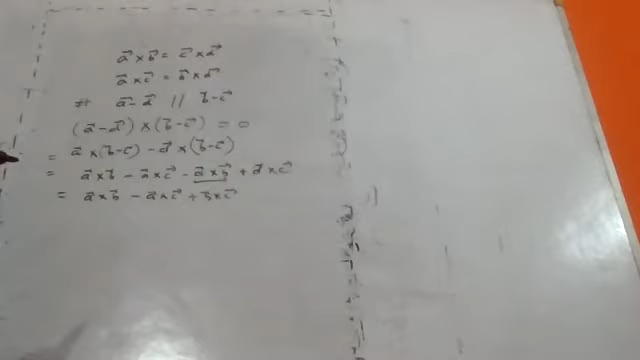 a⃗ × b⃗ = c⃗ × d⃗
a⃗ × c⃗ = b⃗ × d⃗
# a⃗ - d⃗ // b⃗ - c⃗
(a⃗ - d⃗) × (b⃗ - c⃗) = 0
= a⃗ × (b⃗ - c⃗) - d⃗ × (b⃗ - c⃗)
= a⃗ × b⃗ - a⃗ × c⃗ - d⃗ × b⃗ + d⃗ × c⃗
= a⃗ × b⃗ - a⃗ × c⃗ + b⃗ × c⃗